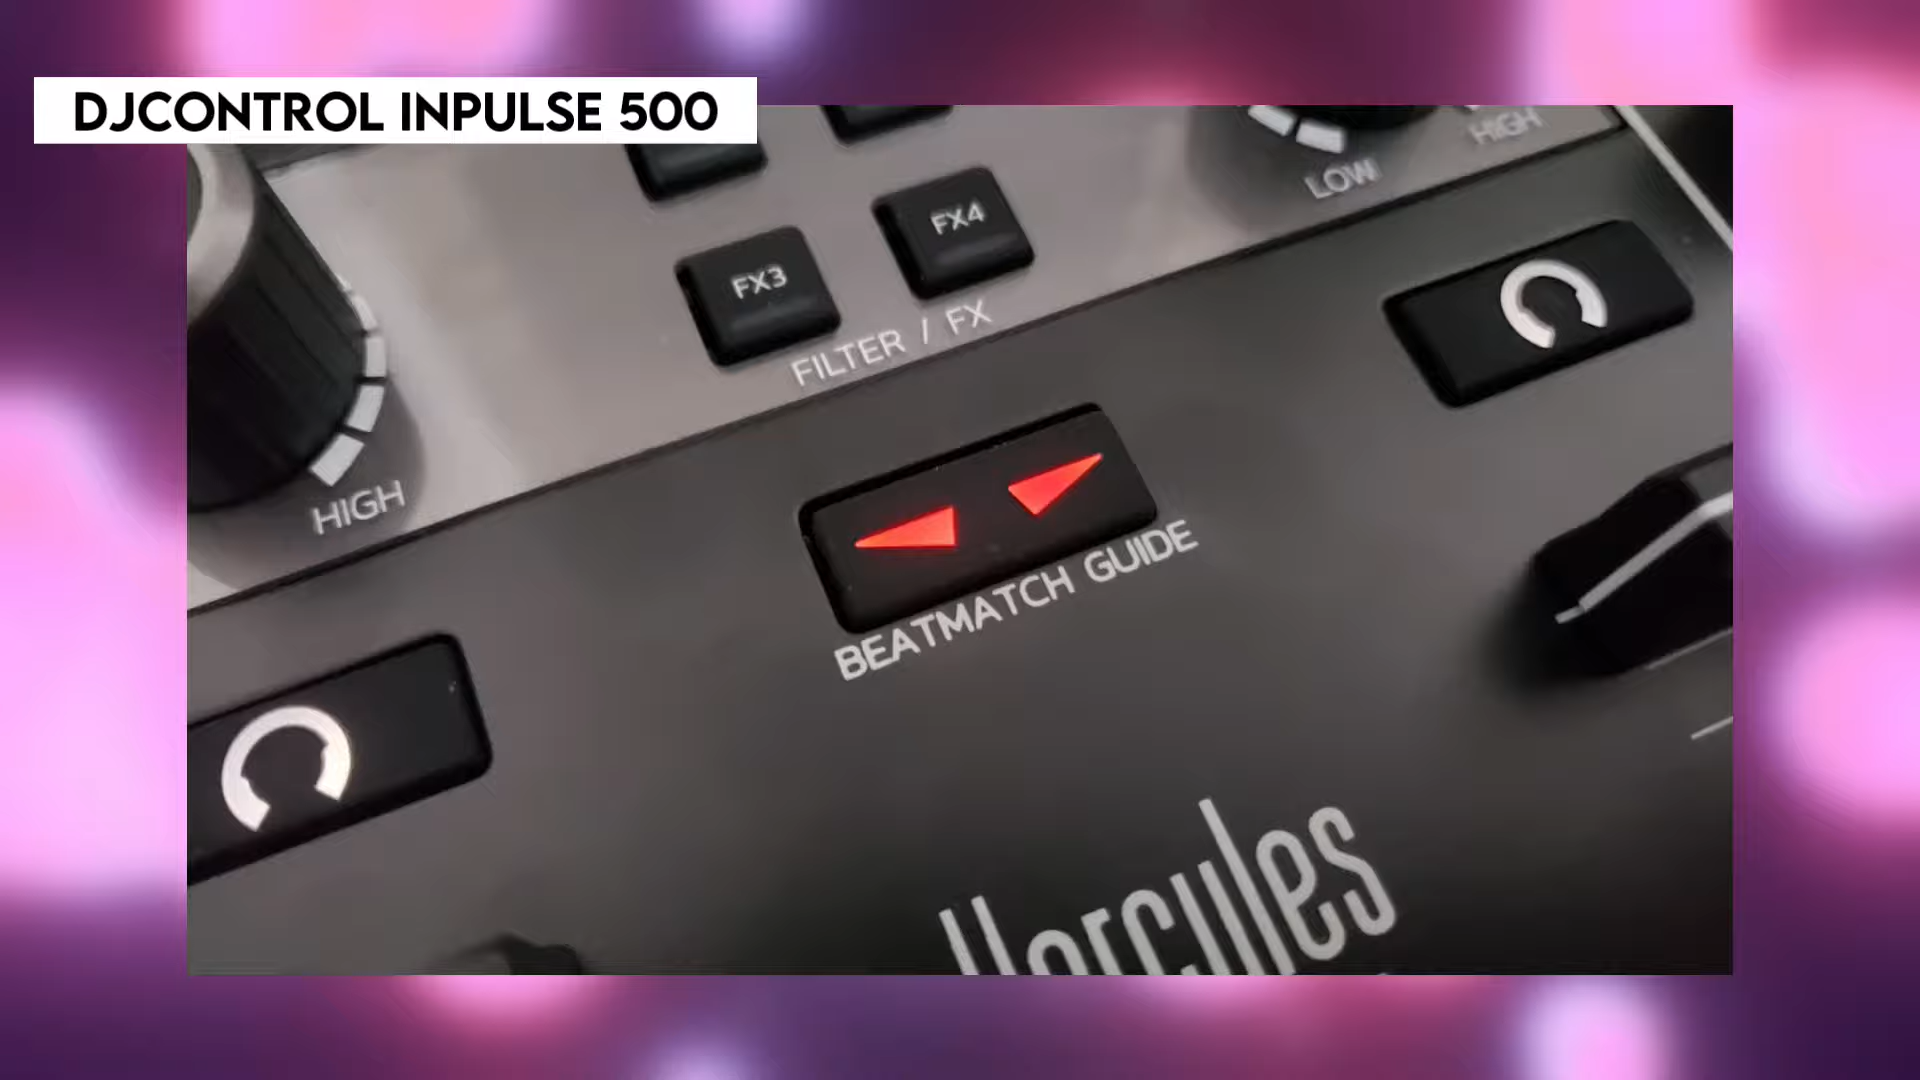 DJCONTROL INPULSE 500
HIGH
LOW
FX4
FX3
FILTER / FX
HIGH
BEATMATCH GUIDE
Hercules